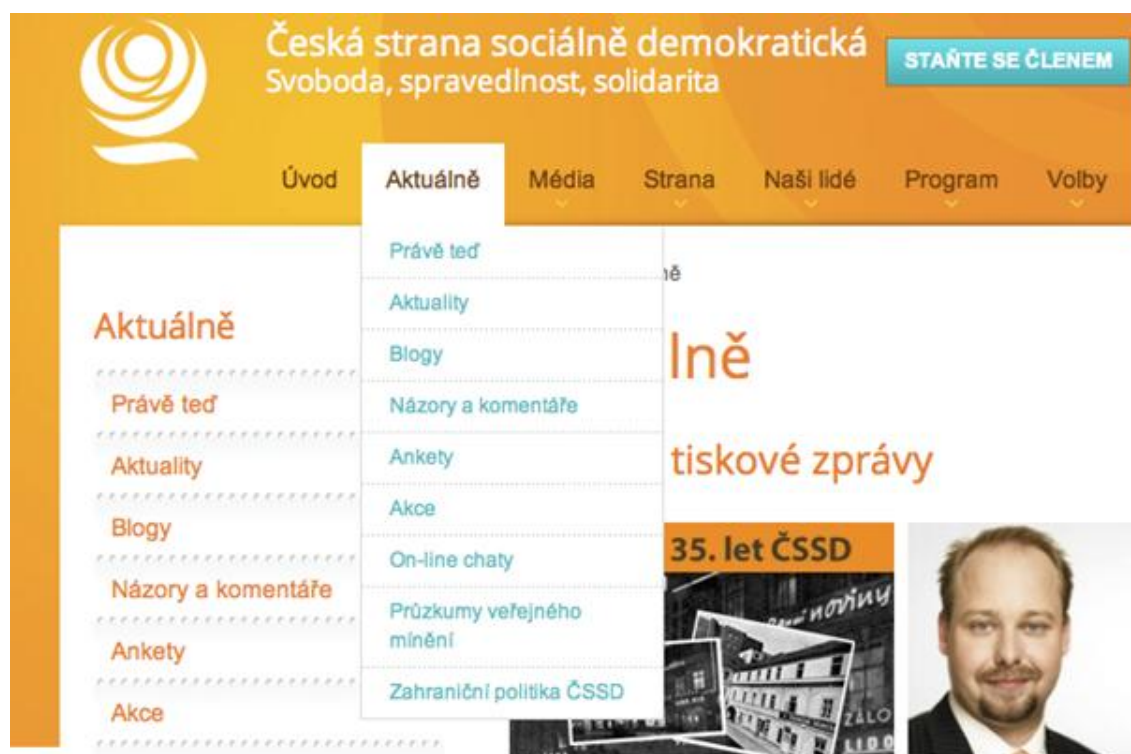 Česká strana sociálně demokratická
Svoboda, spravedlnost, solidarita
STAŇTE SE ČLENEM
Úvod
Aktuálně
Média
Strana
Naši lidé
Program
Volby
Aktuálně
Právě teď
Aktuality
Blogy
Názory a komentáře
Ankety
Akce
Právě teď
Aktuality
Blogy
Názory a komentáře
Ankety
Akce
On-line chaty
Průzkumy veřejného
mínění
Zahraniční politika ČSSD
ně
lně
tiskové zprávy
35. let ČSSD
noviny